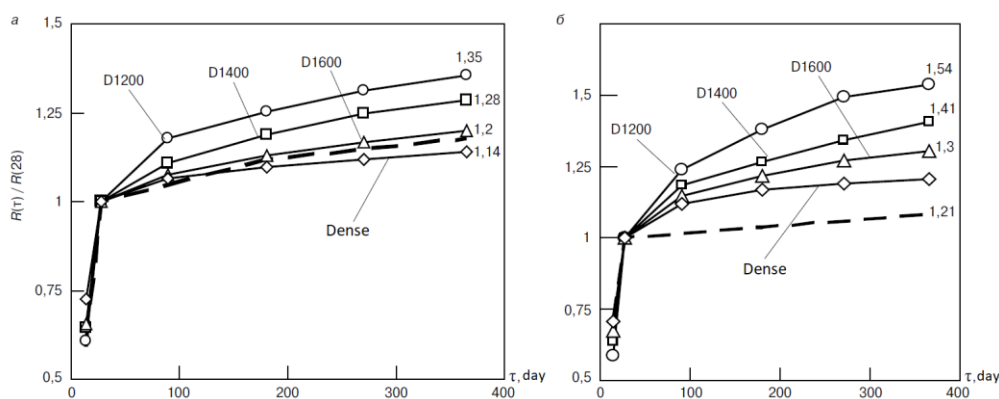 а
1,5
1,25
1
0,75
0,5
R(τ) / R(28)
D1200
D1400
D1600
1,35
1,28
1,2
1,14
Dense
0
100
200
300
400
τ, day
б
1,5
1,25
1
0,75
0,5
D1200
D1400
D1600
1,54
1,41
1,3
1,21
Dense
0
100
200
300
400
τ, day